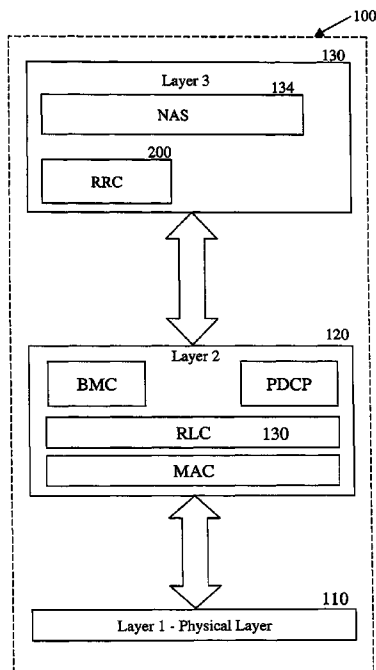 100
130
Layer 3
134
NAS
200
RRC
120
Layer 2
BMC PDCP
RLC 130
MAC
110
Layer 1 - Physical Layer